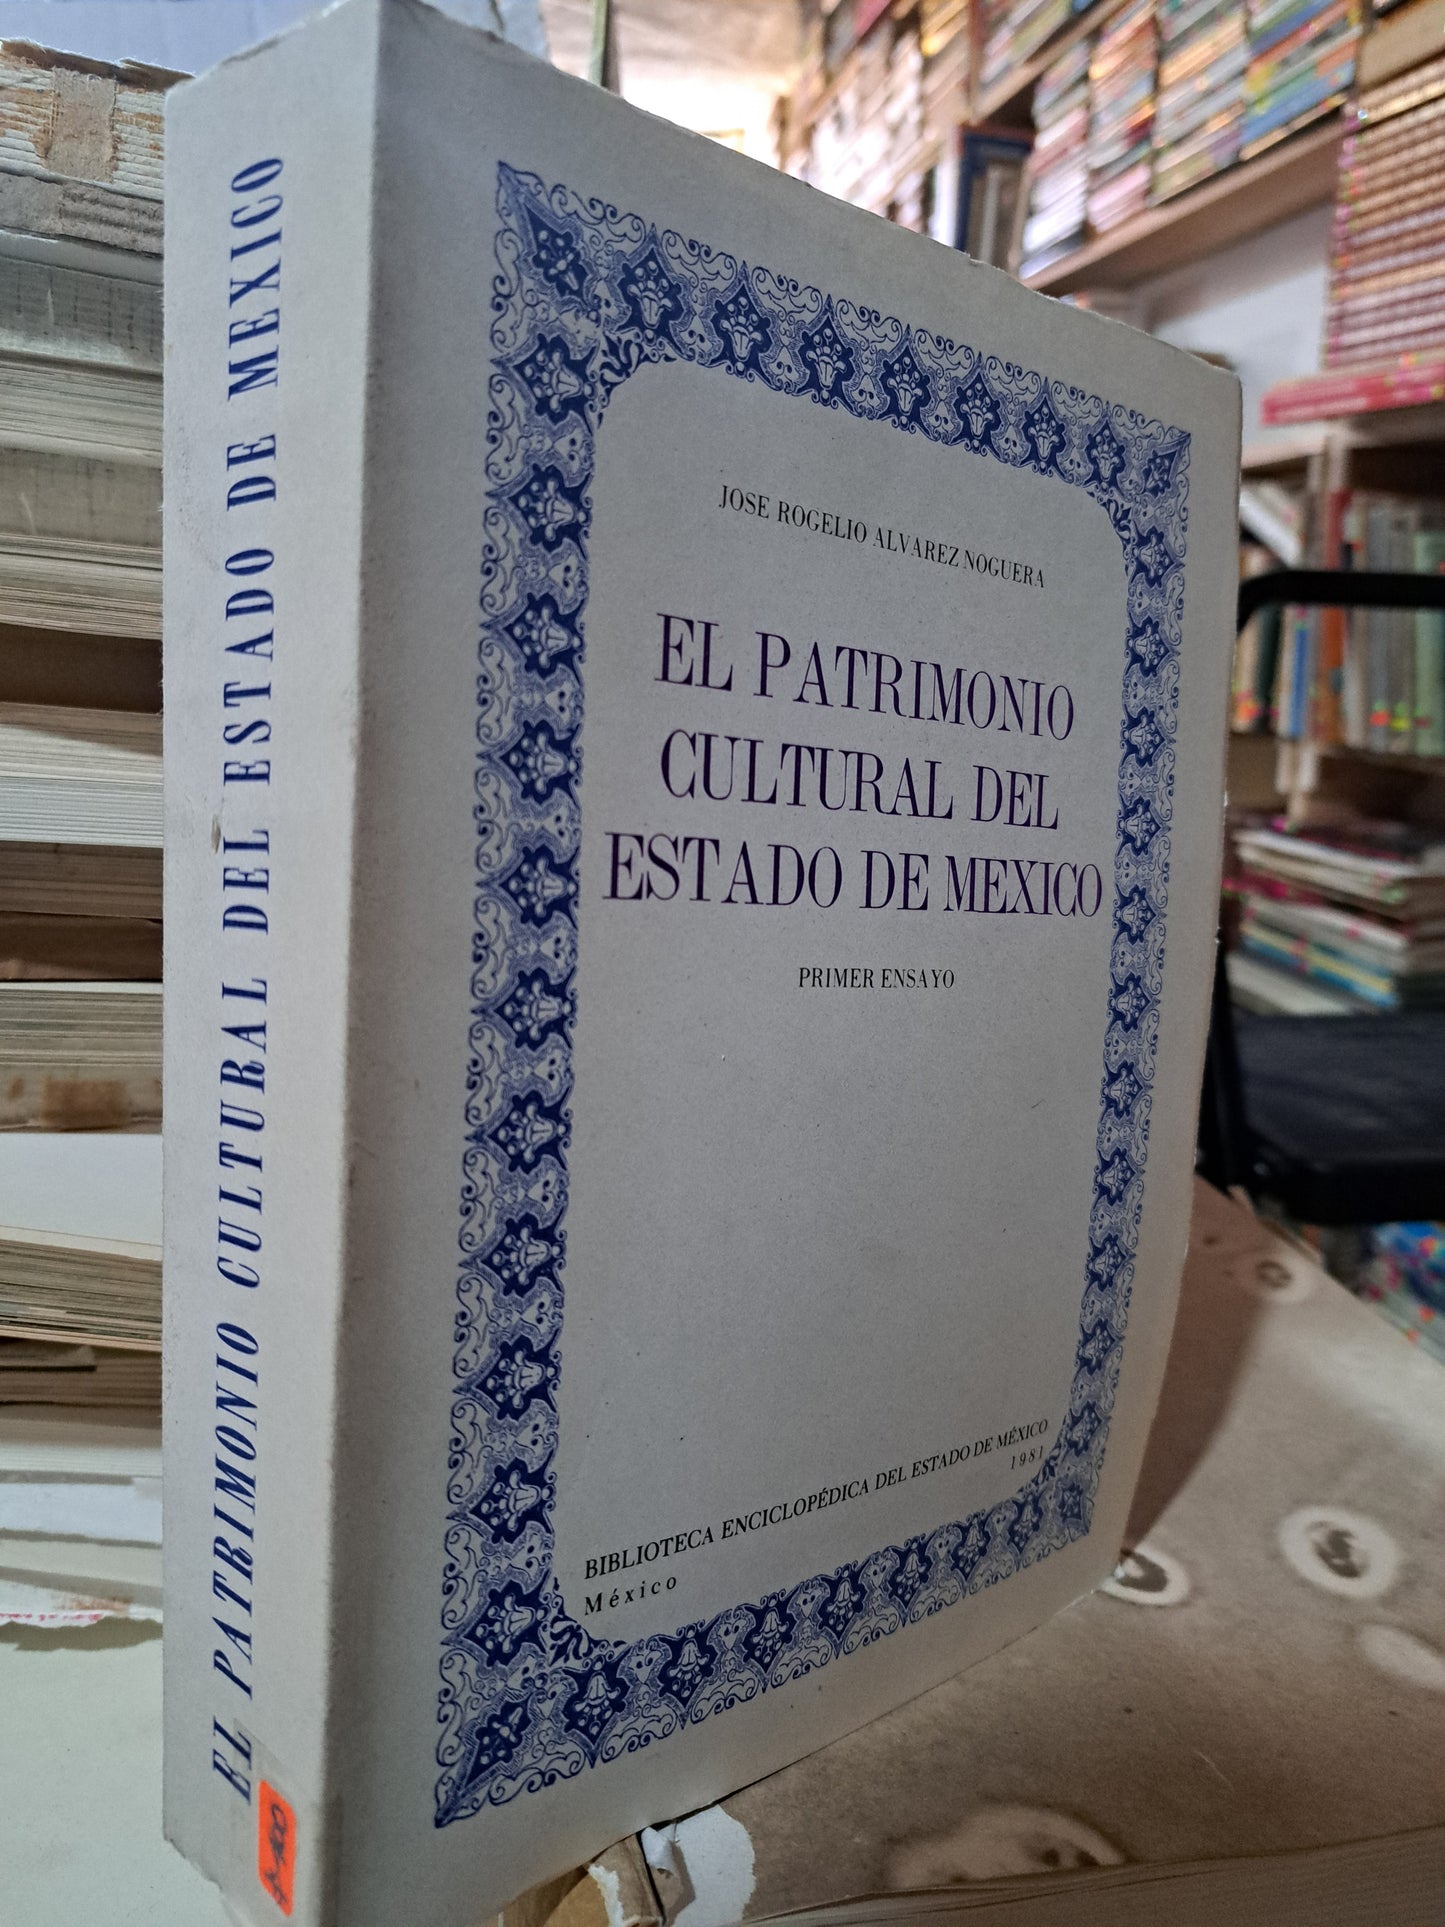 EL PATRIMONIO CULTURAL DEL ESTADO DE MEXICO
JOSE ROGELIO ALVAREZ NOGUERA
EL PATRIMONIO
CULTURAL DEL
ESTADO DE MEXICO
PRIMER ENSAYO
BIBLIOTECA ENCICLOPÉDICA DEL ESTADO DE MÉXICO
México 1981